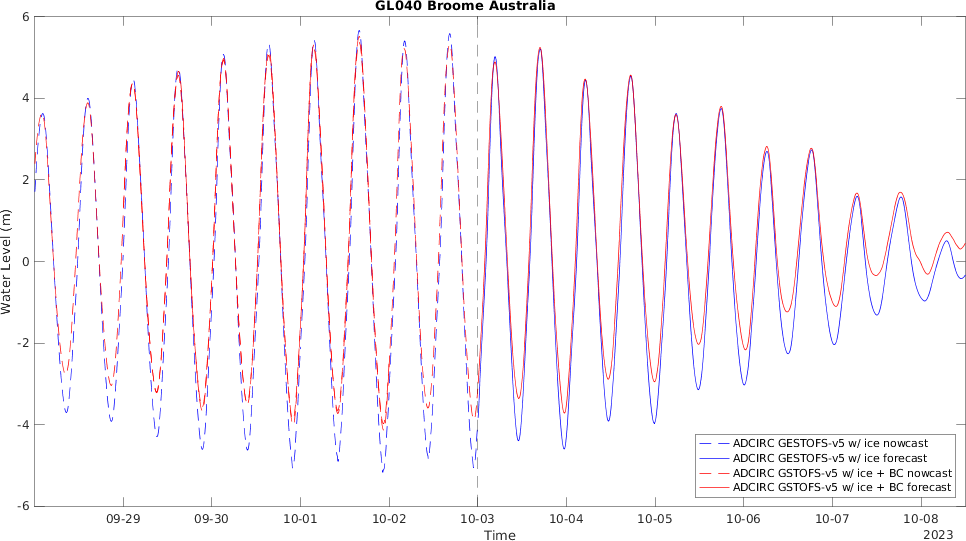 GL040 Broome Australia
6
4
2
0
-2
-4
-6
Water Level (m)
09-29 09-30 10-01 10-02 10-03 10-04 10-05 10-06 10-07 10-08
Time
2023
ADCIRC GESTOFS-v5 w/ ice nowcast
ADCIRC GESTOFS-v5 w/ ice forecast
ADCIRC GSTOFS-v5 w/ ice + BC nowcast
ADCIRC GSTOFS-v5 w/ ice + BC forecast